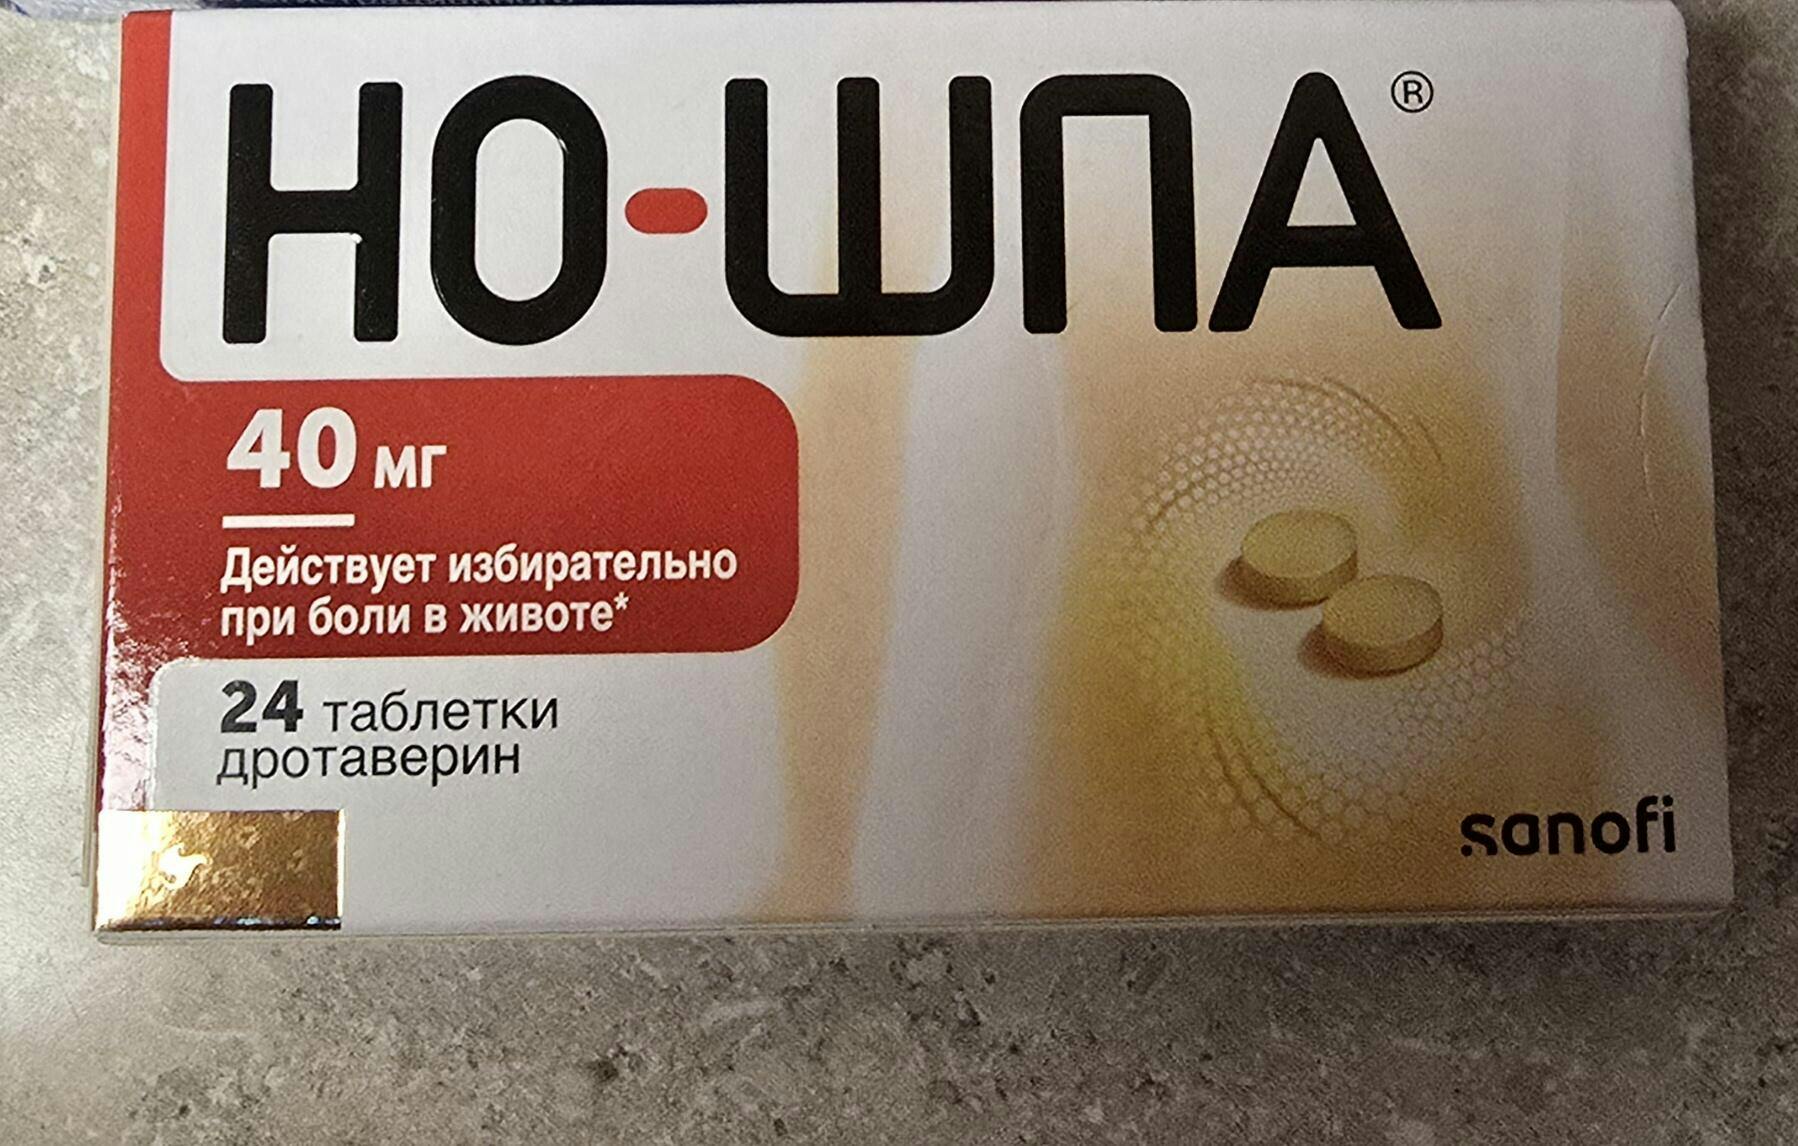 НО-ШПА®
40 мг
Действует избирательно
при боли в животе*
24 таблетки
дротаверин
sanofi